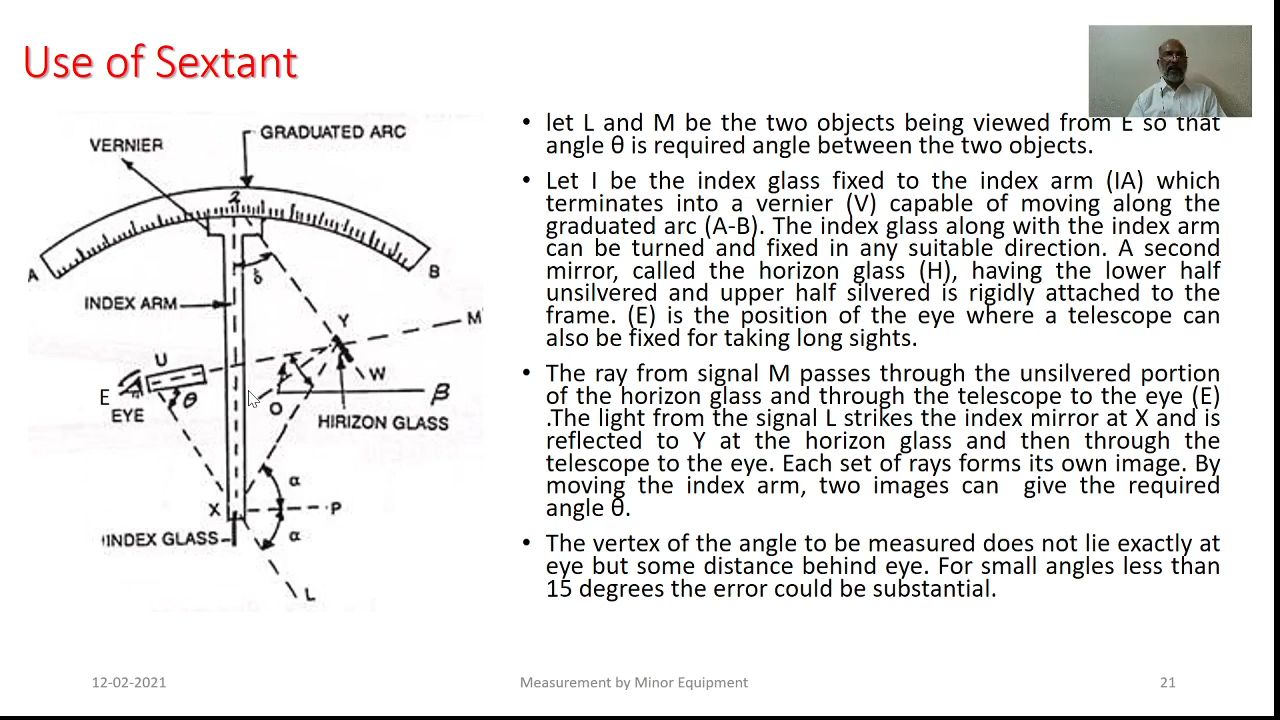 Use of Sextant
GRADUATED ARC
VERNIER
Z
A
B
δ
INDEX ARM
Y
M
U
W
E
θ
EYE
O
β
HIRIZON GLASS
α
X
P
INDEX GLASS
α
L
• let L and M be the two objects being viewed from E so that
angle θ is required angle between the two objects.
• Let I be the index glass fixed to the index arm (IA) which
terminates into a vernier (V) capable of moving along the
graduated arc (A-B). The index glass along with the index arm
can be turned and fixed in any suitable direction. A second
mirror, called the horizon glass (H), having the lower half
unsilvered and upper half silvered is rigidly attached to the
frame. (E) is the position of the eye where a telescope can
also be fixed for taking long sights.
• The ray from signal M passes through the unsilvered portion
of the horizon glass and through the telescope to the eye (E)
.The light from the signal L strikes the index mirror at X and is
reflected to Y at the horizon glass and then through the
telescope to the eye. Each set of rays forms its own image. By
moving the index arm, two images can give the required
angle θ.
• The vertex of the angle to be measured does not lie exactly at
eye but some distance behind eye. For small angles less than
15 degrees the error could be substantial.
12-02-2021
Measurement by Minor Equipment
21